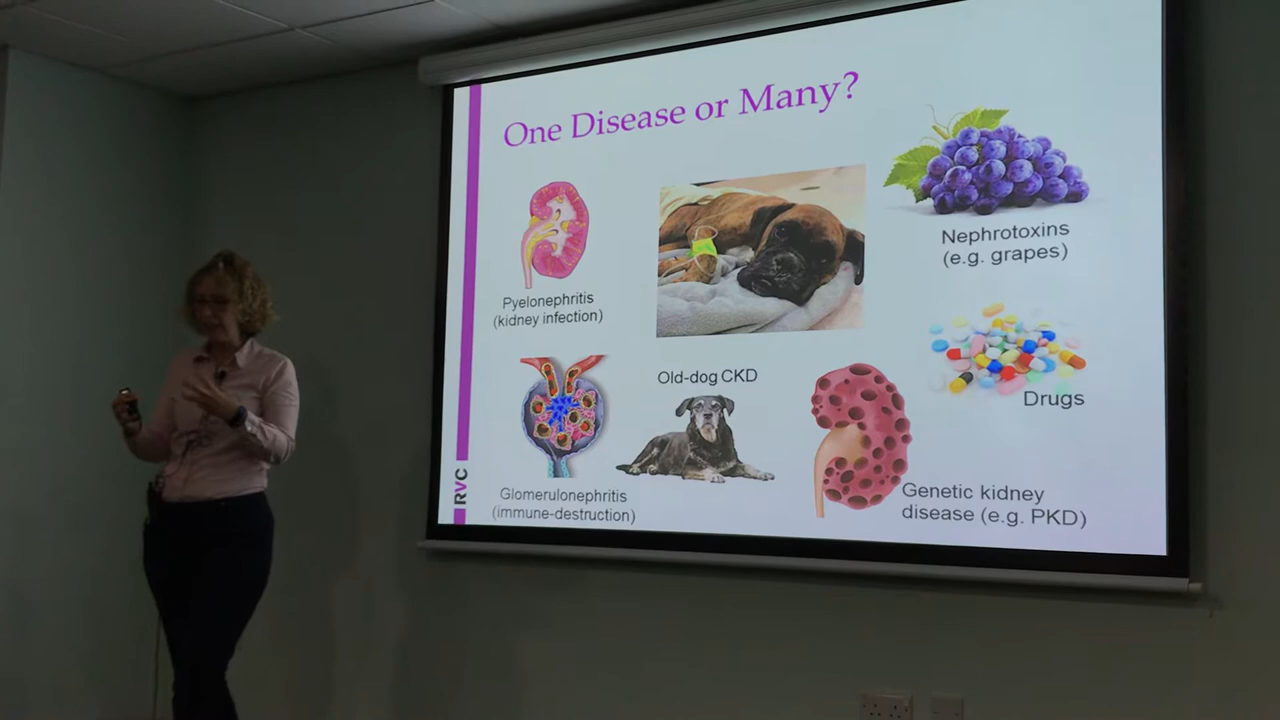 One Disease or Many?
Pyelonephritis
(kidney infection)
Nephrotoxins
(e.g. grapes)
Old-dog CKD
Drugs
Glomerulonephritis
(immune-destruction)
Genetic kidney
disease (e.g. PKD)
RVC